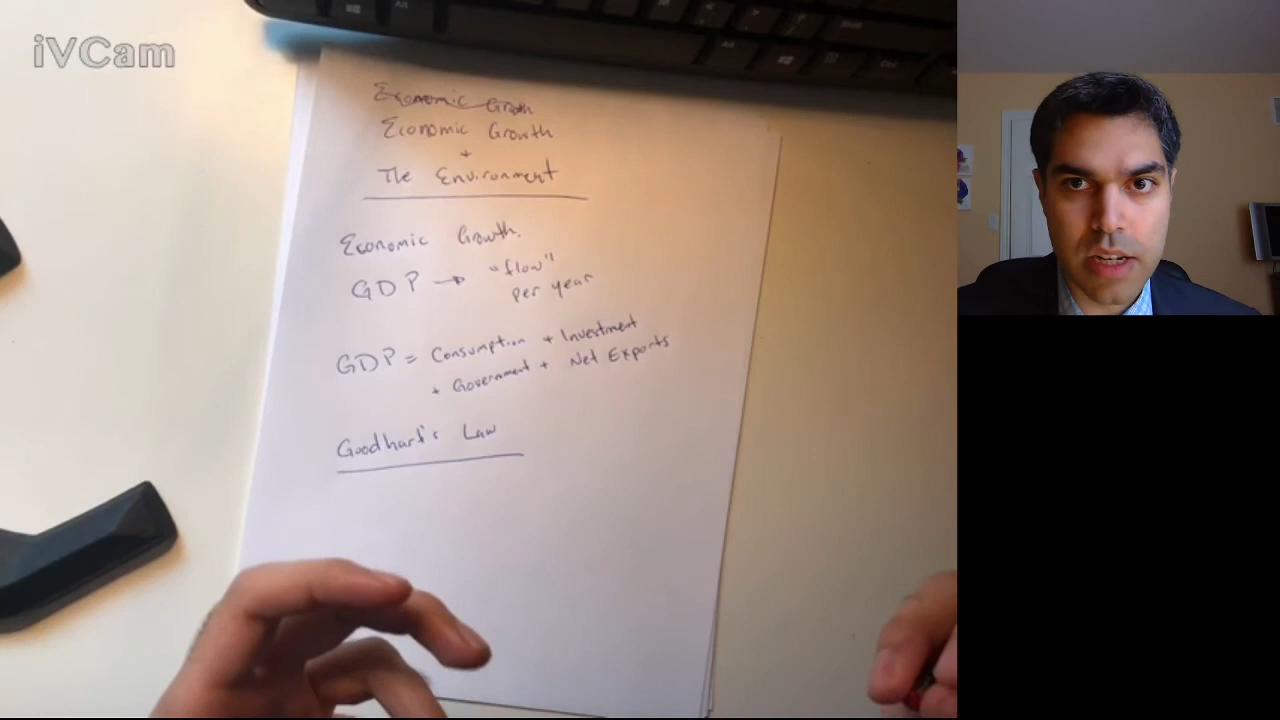 iVCam
Economic Groth
Economic Growth
+
The Environment
Economic Growth.
GDP → "flow"
per year
GDP = Consumption + Investment
+ Government + Net Exports
Goodhart's Law